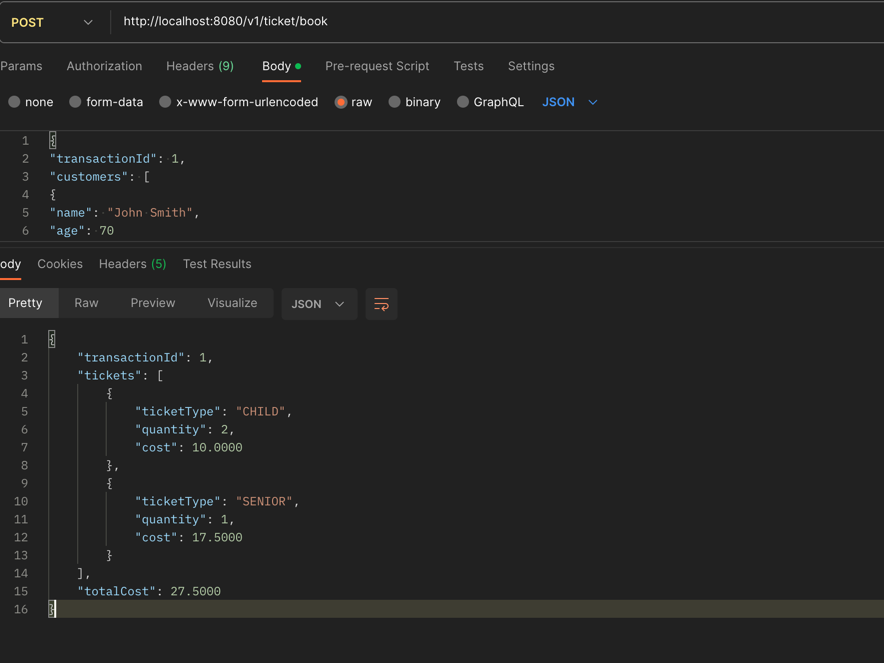 POST http://localhost:8080/v1/ticket/book
Params Authorization Headers (9) Body Pre-request Script Tests Settings
none form-data x-www-form-urlencoded raw binary GraphQL JSON
1 {
2 "transactionId": 1,
3 "customers": [
4 {
5 "name": "John Smith",
6 "age": 70
ody Cookies Headers (5) Test Results
Pretty Raw Preview Visualize JSON
1 {
2 "transactionId": 1,
3 "tickets": [
4 {
5 "ticketType": "CHILD",
6 "quantity": 2,
7 "cost": 10.0000
8 },
9 {
10 "ticketType": "SENIOR",
11 "quantity": 1,
12 "cost": 17.5000
13 }
14 ],
15 "totalCost": 27.5000
16 }